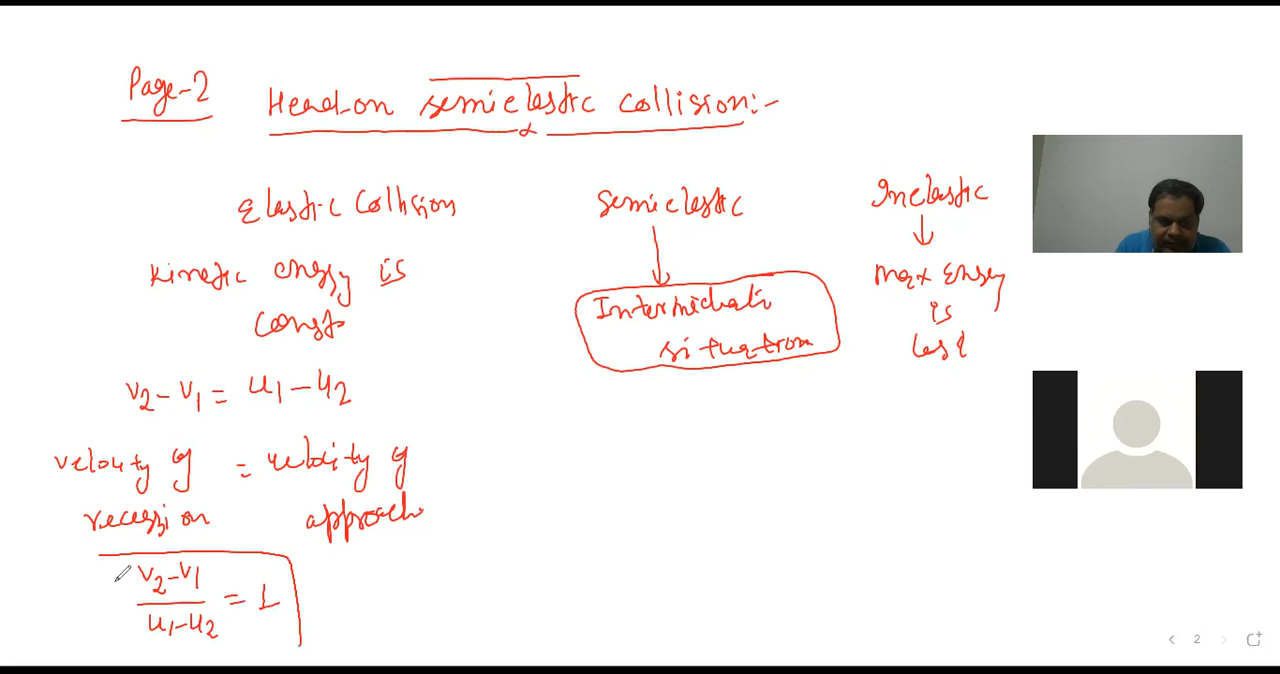 Page-2
Head-on semielastic collision:-
Elastic Collision
Kinetic energy is
const
v2 - v1 = u1 - u2
velocity of = velocity of
recession approach
v2 - v1
u1 - u2
= 1
Semielastic
Intermediate
situation
Inelastic
max energy
is
lost
2